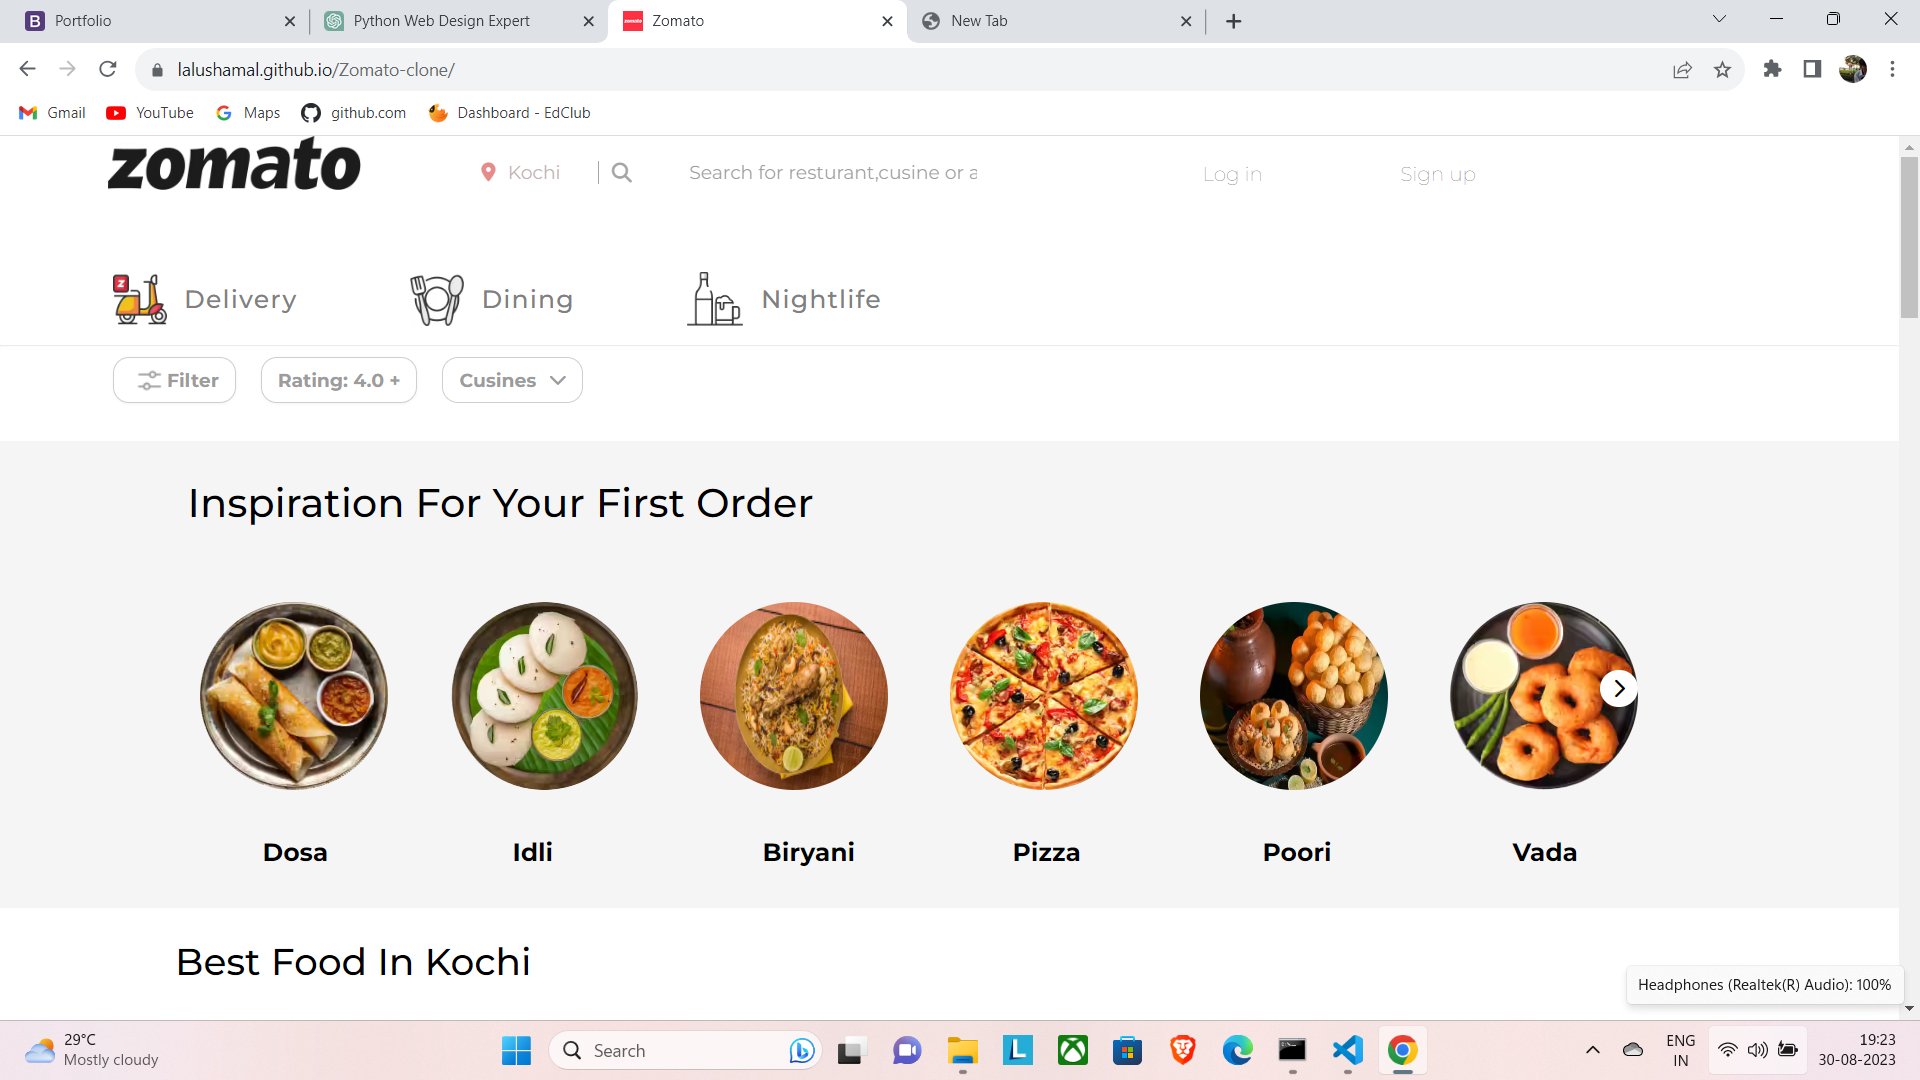 Portfolio
Python Web Design Expert
Zomato
New Tab
lalushamal.github.io/Zomato-clone/
Gmail
YouTube
Maps
github.com
Dashboard - EdClub
zomato
Kochi
Search for resturant,cusine or a
Log in
Sign up
Delivery
Dining
Nightlife
Filter
Rating: 4.0 +
Cusines
Inspiration For Your First Order
Dosa
Idli
Biryani
Pizza
Poori
Vada
Best Food In Kochi
Headphones (Realtek(R) Audio): 100%
29°C
Mostly cloudy
Search
ENG
IN
19:23
30-08-2023